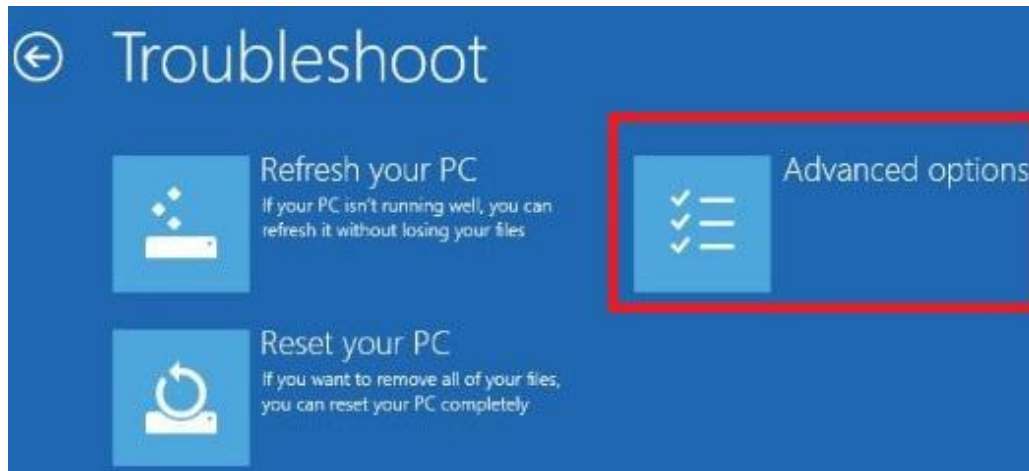 Troubleshoot
Refresh your PC
If your PC isn't running well, you can
refresh it without losing your files
Advanced options
Reset your PC
If you want to remove all of your files,
you can reset your PC completely